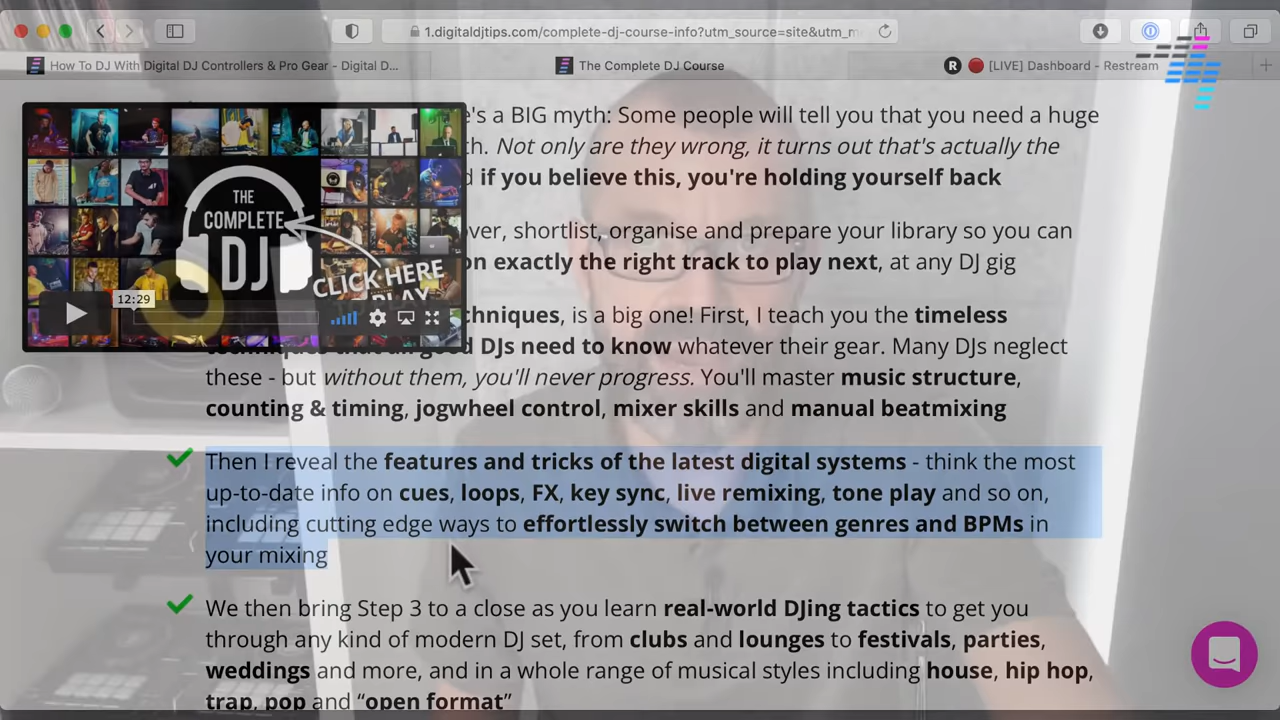 1.digitaldjtips.com/complete-dj-course-info?utm_source=site&utm_m
How To DJ With Digital DJ Controllers & Pro Gear - Digital D...
The Complete DJ Course
R [LIVE] Dashboard - Restream
e's a BIG myth: Some people will tell you that you need a huge
th. Not only are they wrong, it turns out that's actually the
d if you believe this, you're holding yourself back
THE
COMPLETE
DJ
CLICK HERE
PLAY
12:29
over, shortlist, organise and prepare your library so you can
on exactly the right track to play next, at any DJ gig
chniques, is a big one! First, I teach you the timeless
techniques that all good DJs need to know whatever their gear. Many DJs neglect
these - but without them, you'll never progress. You'll master music structure,
counting & timing, jogwheel control, mixer skills and manual beatmixing
Then I reveal the features and tricks of the latest digital systems - think the most
up-to-date info on cues, loops, FX, key sync, live remixing, tone play and so on,
including cutting edge ways to effortlessly switch between genres and BPMs in
your mixing
We then bring Step 3 to a close as you learn real-world DJing tactics to get you
through any kind of modern DJ set, from clubs and lounges to festivals, parties,
weddings and more, and in a whole range of musical styles including house, hip hop,
trap, pop and “open format”